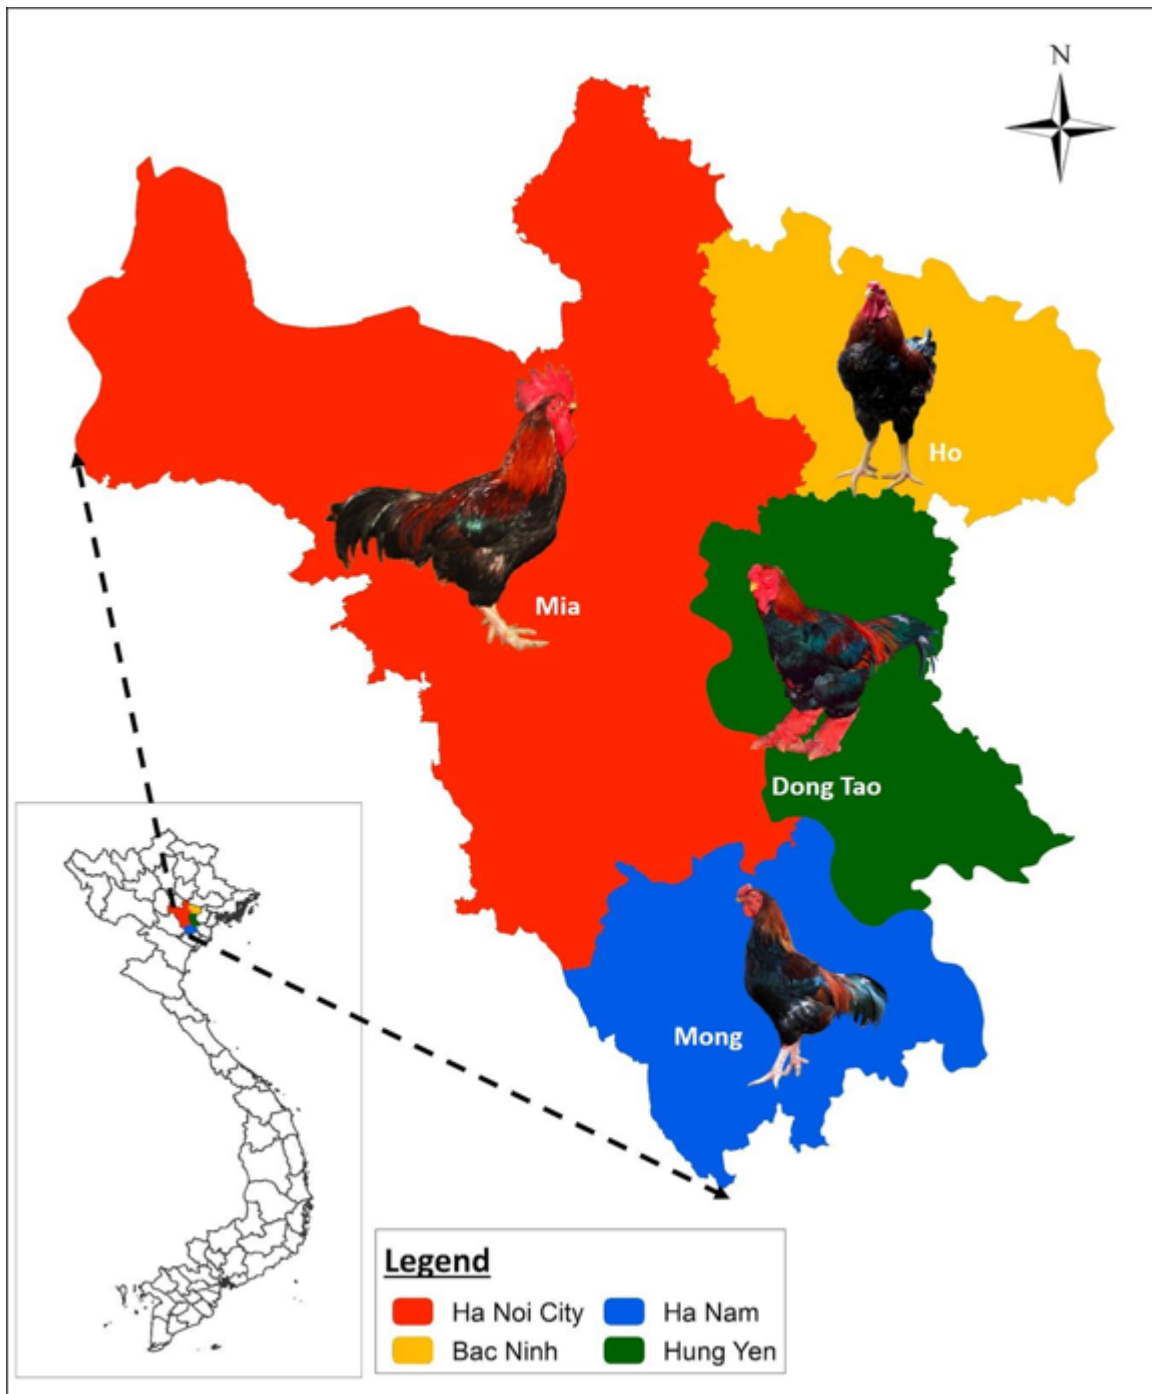 N
Ho
Mia
Dong Tao
Mong
Legend
Ha Noi City
Ha Nam
Bac Ninh
Hung Yen